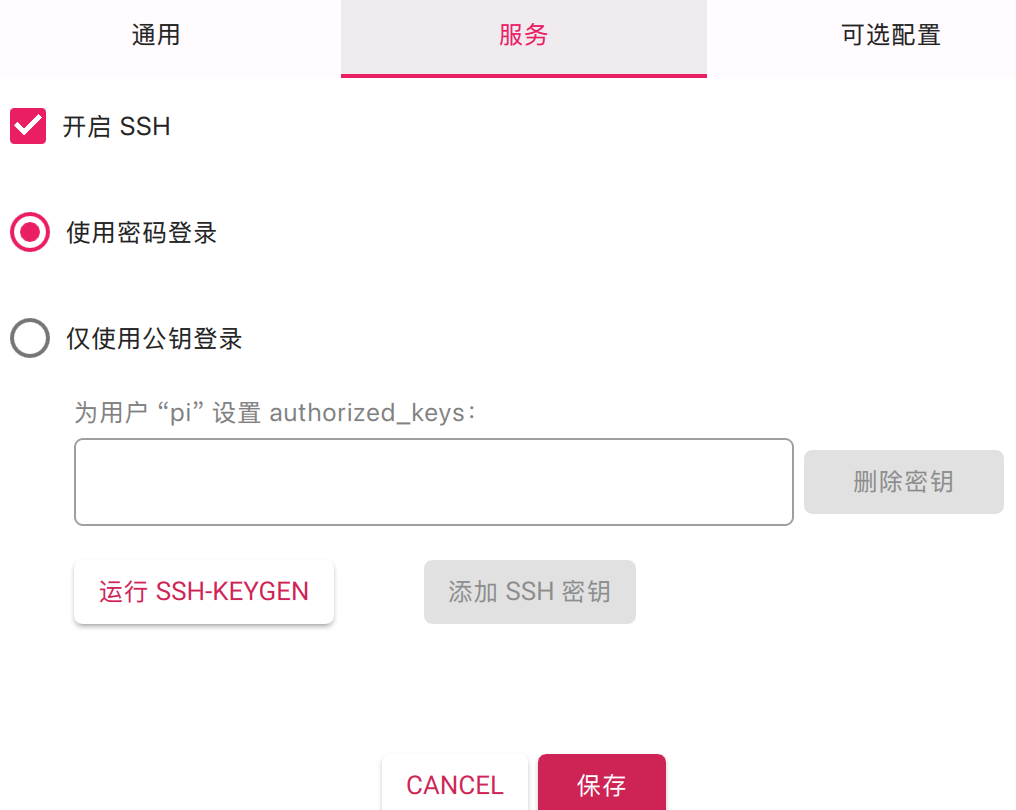 通用 服务 可选配置
开启 SSH
使用密码登录
仅使用公钥登录
为用户 “pi” 设置 authorized_keys：
删除密钥
运行 SSH-KEYGEN 添加 SSH 密钥
CANCEL 保存